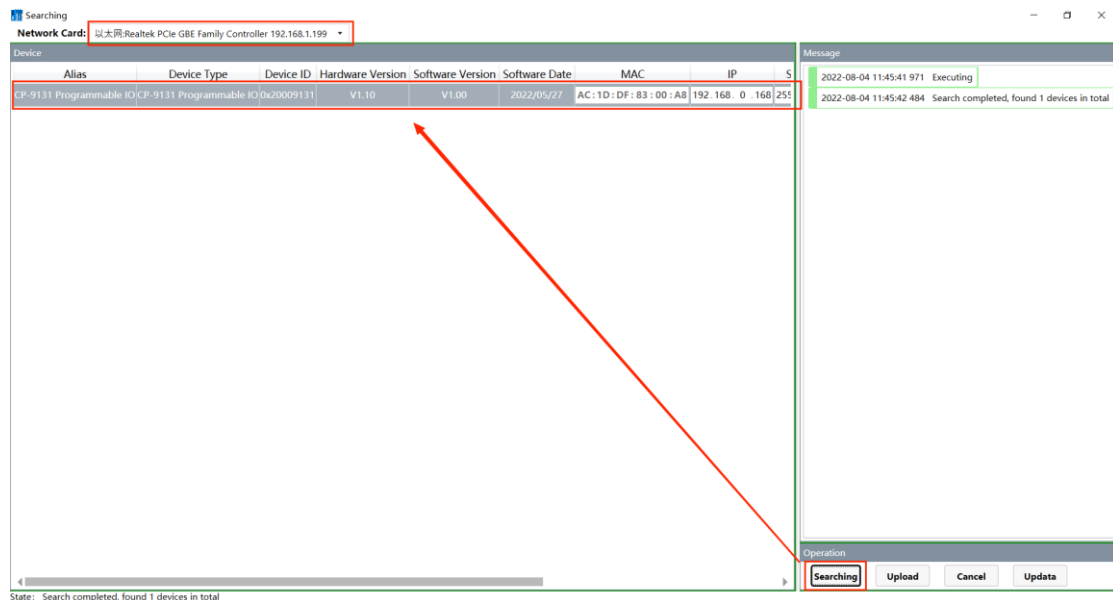 Searching
Network Card: 以太网:Realtek PCIe GBE Family Controller 192.168.1.199
Device
Alias Device Type Device ID Hardware Version Software Version Software Date MAC IP S
CP-9131 Programmable IO CP-9131 Programmable IO 0x20009131 V1.10 V1.00 2022/05/27 AC:1D:DF:83:00:A8 192.168. 0 .168 255
Message
2022-08-04 11:45:41 971 Executing
2022-08-04 11:45:42 484 Search completed, found 1 devices in total
Operation
Searching Upload Cancel Updata
State: Search completed, found 1 devices in total